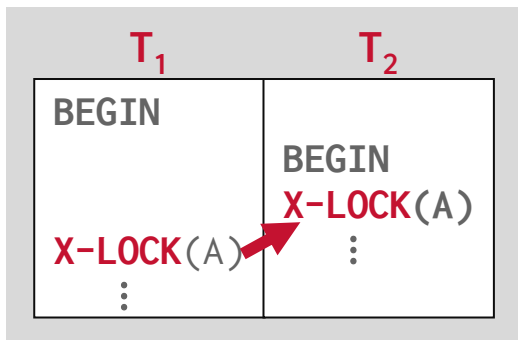 T₁ T₂
BEGIN
BEGIN
X-LOCK(A)
X-LOCK(A)
⋮
⋮